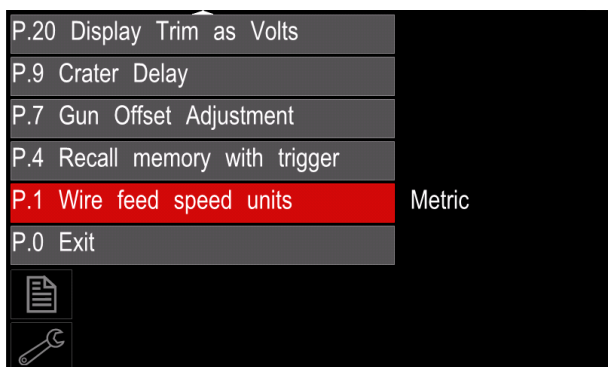 P.20 Display Trim as Volts
P.9 Crater Delay
P.7 Gun Offset Adjustment
P.4 Recall memory with trigger
P.1 Wire feed speed units Metric
P.0 Exit